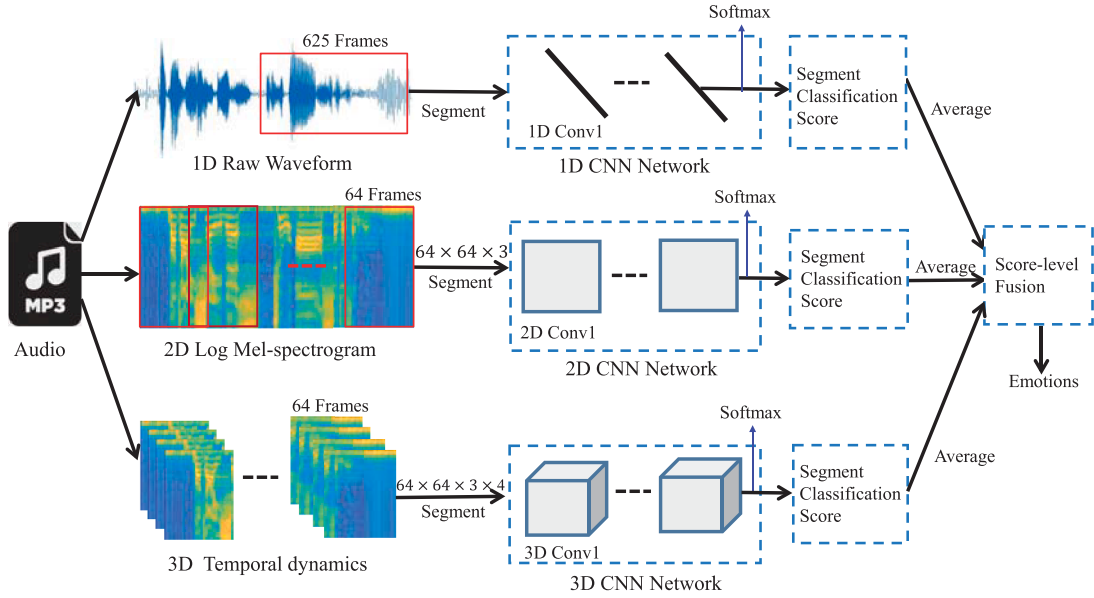 Softmax
625 Frames
Segment
Segment
Classification
Score
Average
1D Conv1
1D Raw Waveform
1D CNN Network
64 Frames
Softmax
MP3
Audio
64 × 64 × 3
Segment
Segment
Classification
Score
Average
Score-level
Fusion
2D Conv1
2D Log Mel-spectrogram
2D CNN Network
Emotions
64 Frames
Softmax
64 × 64 × 3 × 4
Segment
Segment
Classification
Score
Average
3D Conv1
3D Temporal dynamics
3D CNN Network